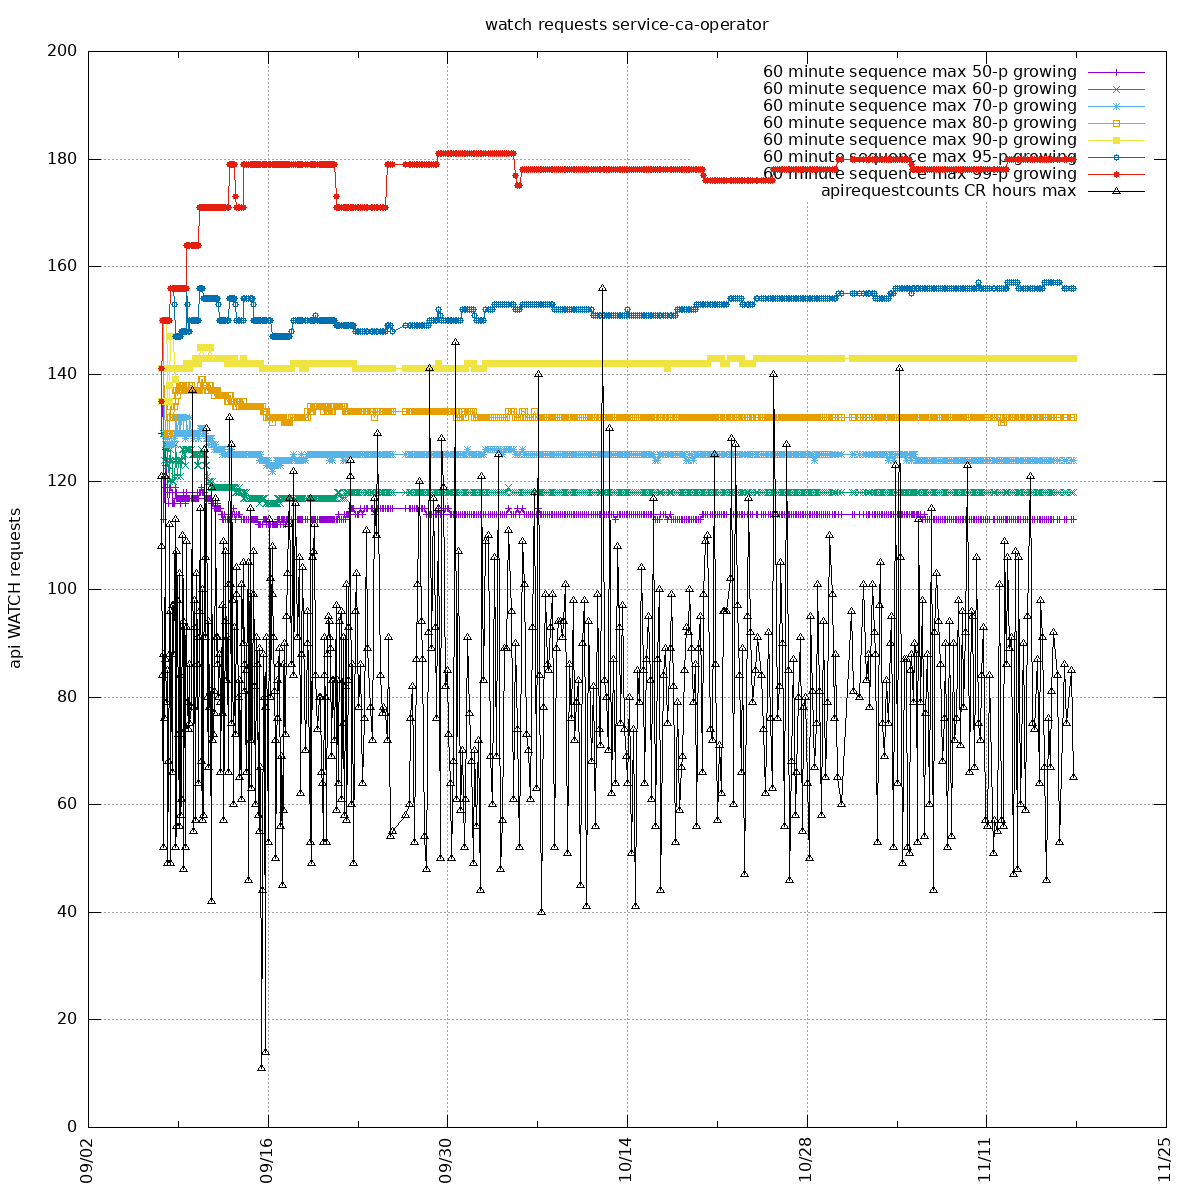 watch requests service-ca-operator
200
180
160
140
120
100
80
60
40
20
0
api WATCH requests
60 minute sequence max 50-p growing
60 minute sequence max 60-p growing
60 minute sequence max 70-p growing
60 minute sequence max 80-p growing
60 minute sequence max 90-p growing
60 minute sequence max 95-p growing
60 minute sequence max 99-p growing
apirequestcounts CR hours max
09/02
09/16
09/30
10/14
10/28
11/11
11/25